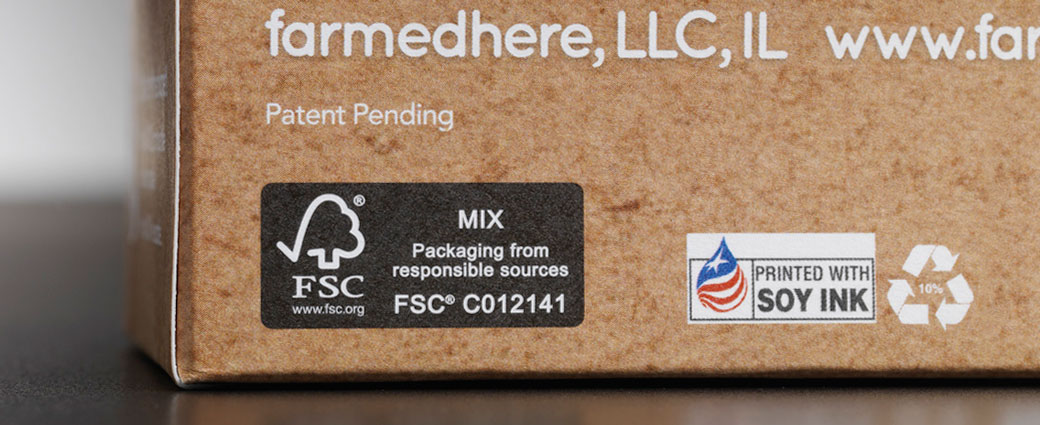 farmedhere, LLC, IL www.far
Patent Pending
MIX
Packaging from
responsible sources
FSC® C012141
®
FSC
www.fsc.org
PRINTED WITH
SOY INK
10%